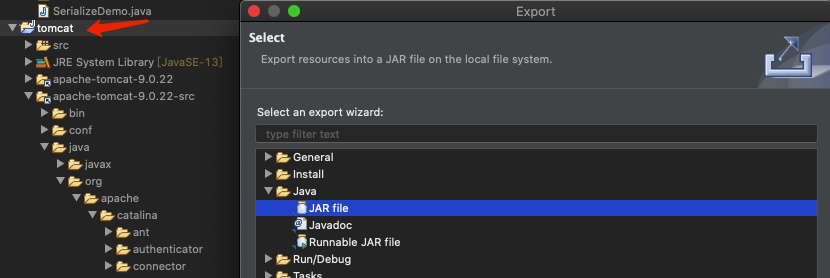 SerializeDemo.java
tomcat
src
JRE System Library [JavaSE-13]
apache-tomcat-9.0.22
apache-tomcat-9.0.22-src
bin
conf
java
javax
org
apache
catalina
ant
authenticator
connector
Export
Select
Export resources into a JAR file on the local file system.
Select an export wizard:
type filter text
General
Install
Java
JAR file
Javadoc
Runnable JAR file
Run/Debug
Tasks